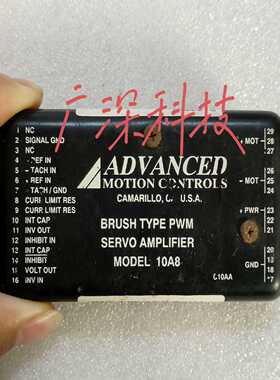 广深科技
1 NC
2 SIGNAL GND
3 NC
4 -REF IN
5 -TACH IN
6 +REF IN
7 -TACH / GND
8 CURR LIMIT RES
9 CURR LIMIT RES
10 INT CAP
11 INV OUT
12 INHIBIT IN
13 INT CAP
14 INHIBIT
15 VOLT OUT
16 INV IN
ADVANCED
MOTION CONTROLS
CAMARILLO, U.S.A.
BRUSH TYPE PWM
SERVO AMPLIFIER
MODEL 10A8
29
+ MOT 28
27
26
- MOT 25
+ PWR 23
20
GND 19
18
17